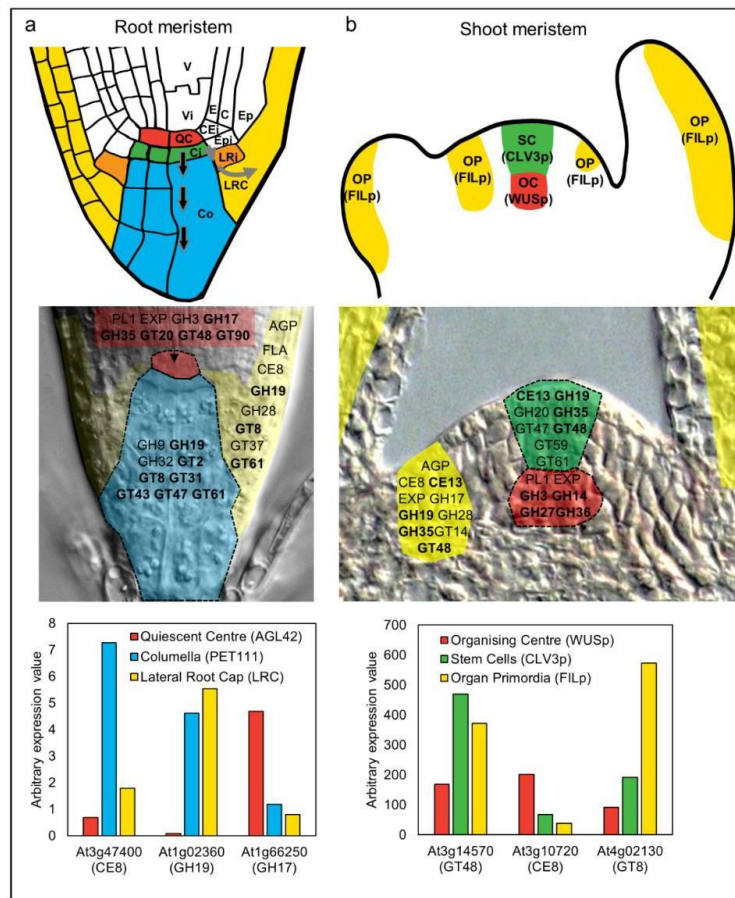 a Root meristem
b Shoot meristem
V
Vi
E
C
Ep
CEi
Epi
QC
Ci
LRi
LRC
Co
OP
(FILp)
OP
(FILp)
SC
(CLV3p)
OC
(WUSp)
OP
(FILp)
OP
(FILp)
PL1 EXP GH3 GH17
GH35 GT20 GT48 GT90
AGP
FLA
CE8
GH19
GH28
GT8
GT37
GT61
GH9 GH19
GH32 GT2
GT8 GT31
GT43 GT47 GT61
CE13 GH19
GH20 GH35
GT47 GT48
GT59
GT61
PL1 EXP
GH3 GH14
GH27GH36
AGP
CE8 CE13
EXP GH17
GH19 GH28
GH35GT14
GT48
Arbitrary expression value
8
7
6
5
4
3
2
1
0
Quiescent Centre (AGL42)
Columella (PET111)
Lateral Root Cap (LRC)
At3g47400 At1g02360 At1g66250
(CE8) (GH19) (GH17)
Arbitrary expression value
700
600
500
400
300
200
100
0
Organising Centre (WUSp)
Stem Cells (CLV3p)
Organ Primordia (FILp)
At3g14570 At3g10720 At4g02130
(GT48) (CE8) (GT8)